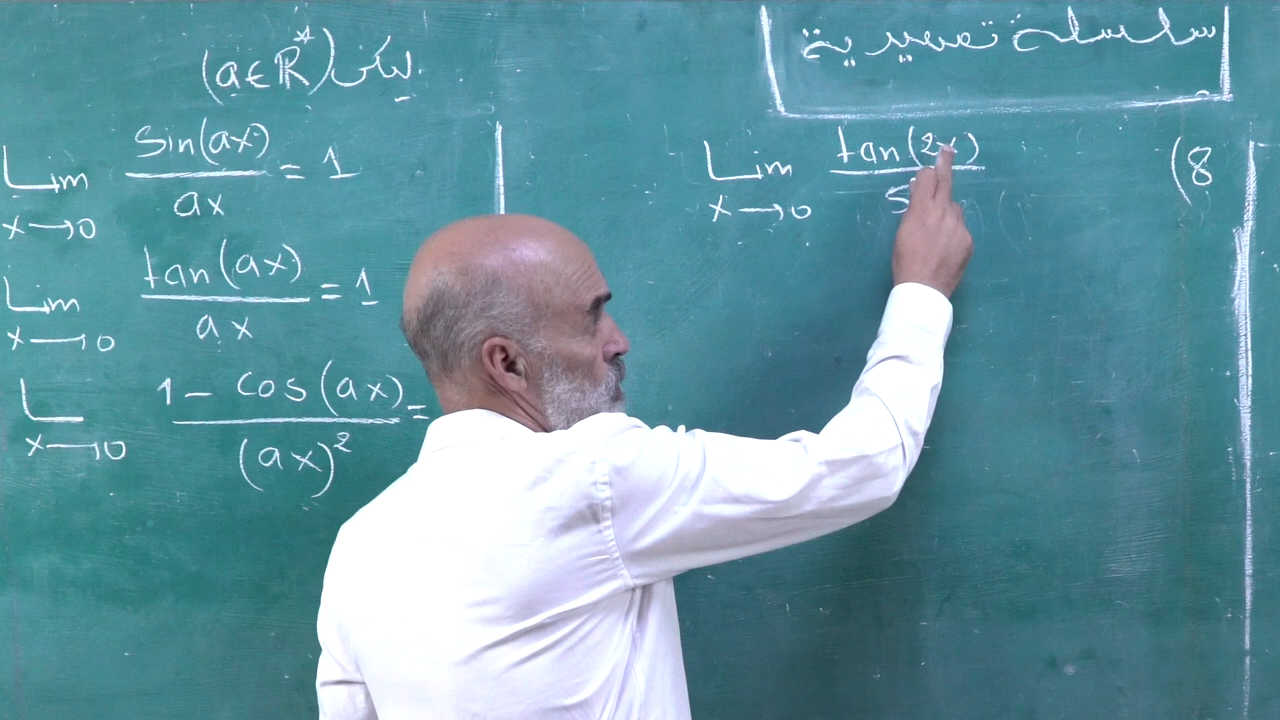 سلسلة تعبيرية
ليكن (a∈ℝ*)
Lim sin(ax)
x→0 ax = 1
Lim tan(ax)
x→0 ax = 1
L 1 - cos(ax)
x→0 (ax)² =
8) Lim tan(2x)
x→0